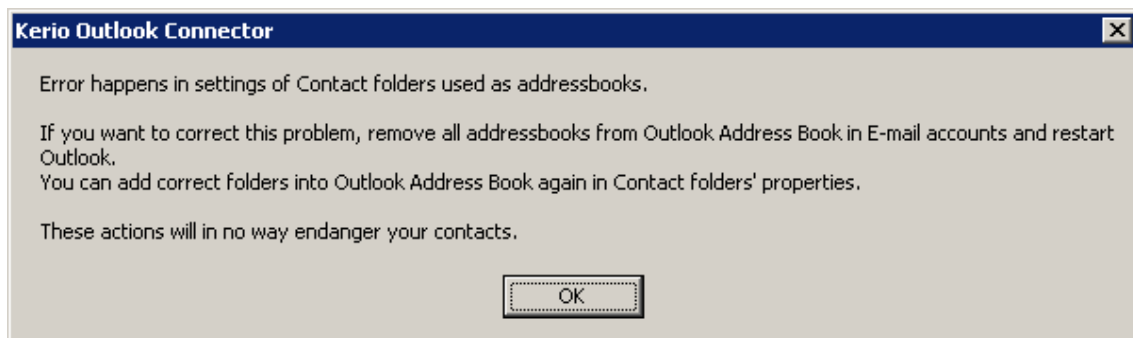 Kerio Outlook Connector
Error happens in settings of Contact folders used as addressbooks.
If you want to correct this problem, remove all addressbooks from Outlook Address Book in E-mail accounts and restart
Outlook.
You can add correct folders into Outlook Address Book again in Contact folders' properties.
These actions will in no way endanger your contacts.
OK